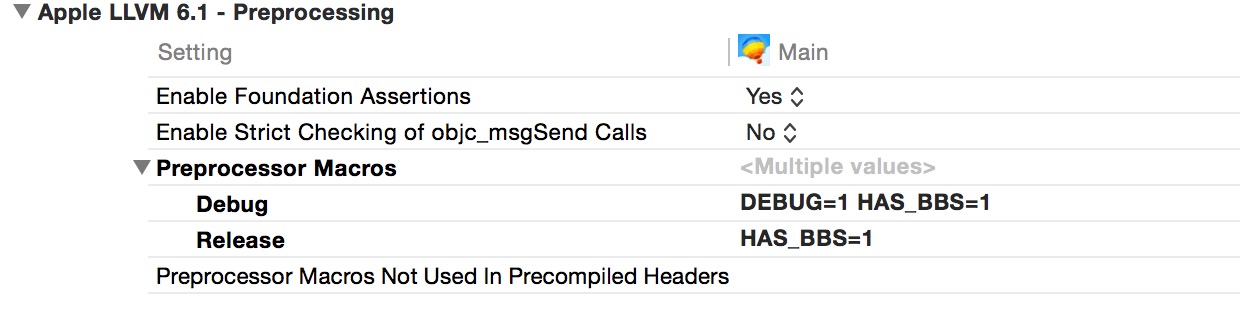 Apple LLVM 6.1 - Preprocessing
Setting Main
Enable Foundation Assertions Yes
Enable Strict Checking of objc_msgSend Calls No
Preprocessor Macros <Multiple values>
Debug DEBUG=1 HAS_BBS=1
Release HAS_BBS=1
Preprocessor Macros Not Used In Precompiled Headers